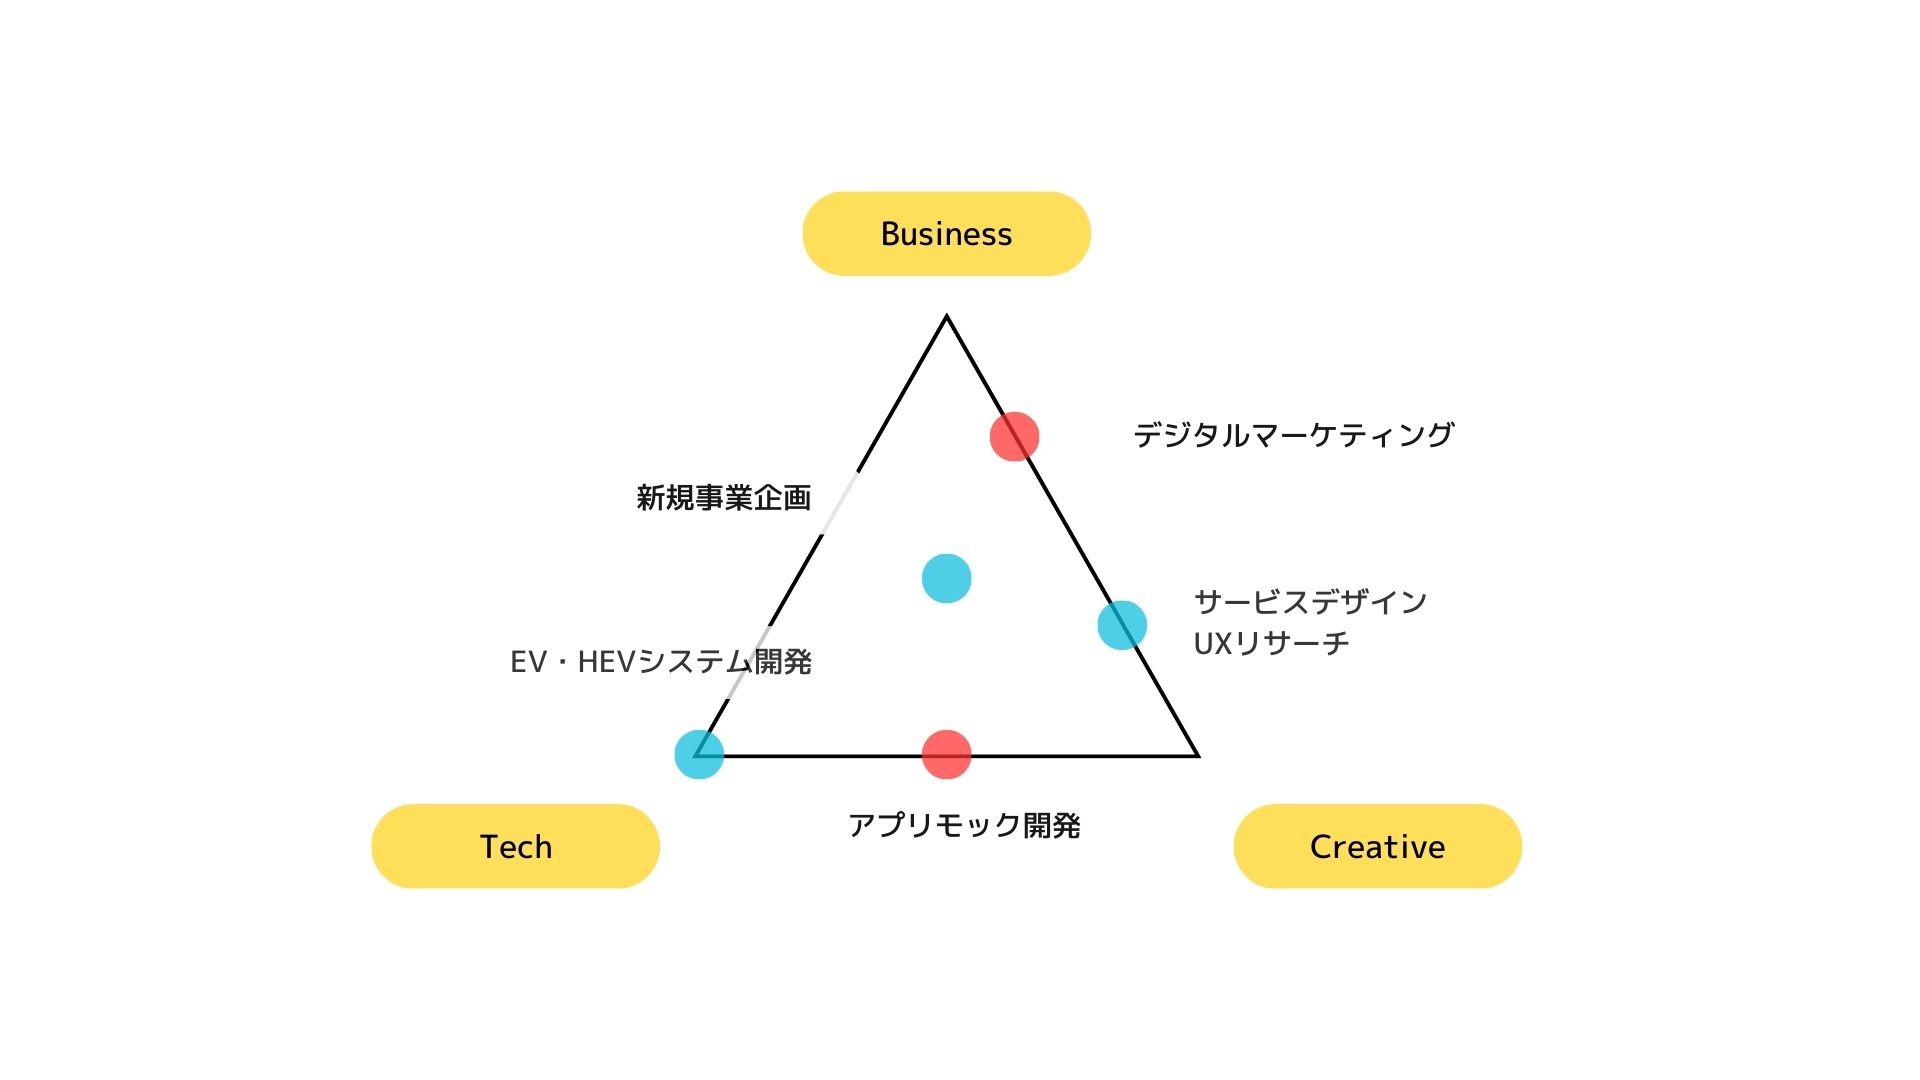 Business
デジタルマーケティング
新規事業企画
サービスデザイン
UXリサーチ
EV・HEVシステム開発
アプリモック開発
Tech
Creative